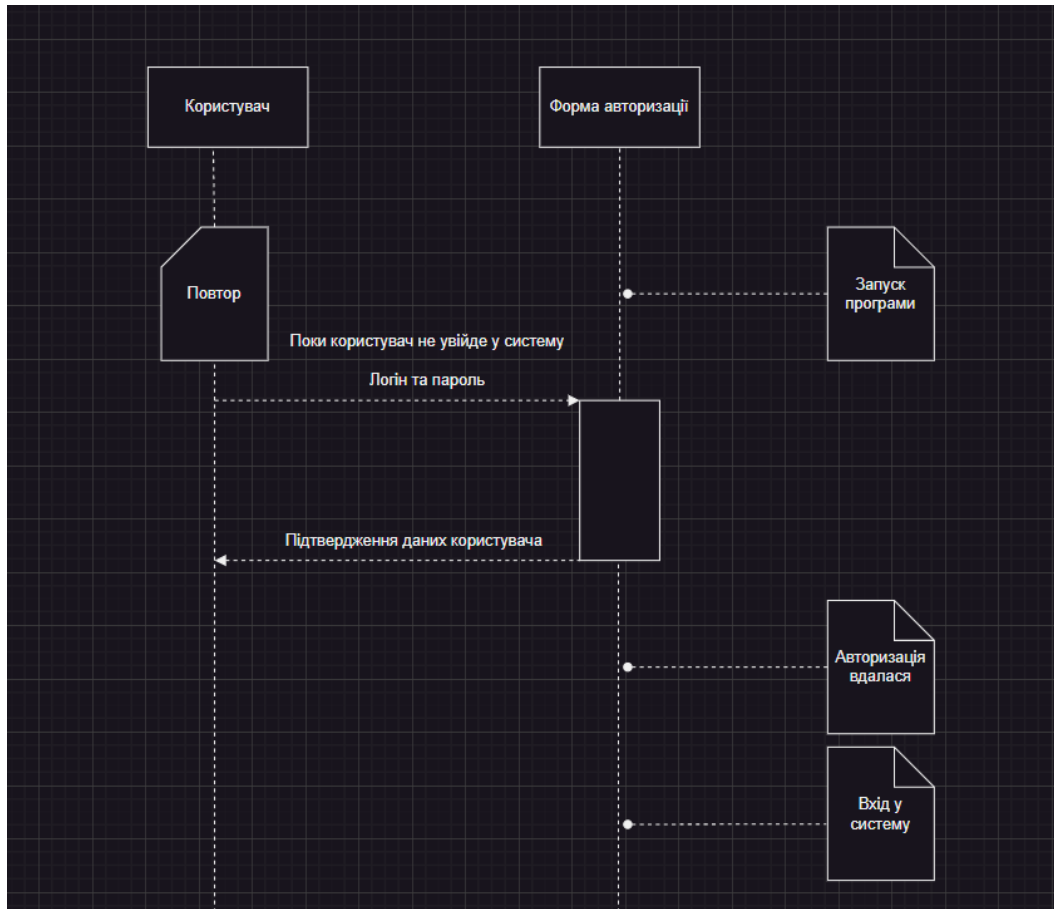 Користувач
Форма авторизації
Повтор
Запуск
програми
Поки користувач не увійде у систему
Логін та пароль
Підтвердження даних користувача
Авторизація
вдалася
Вхід у
систему